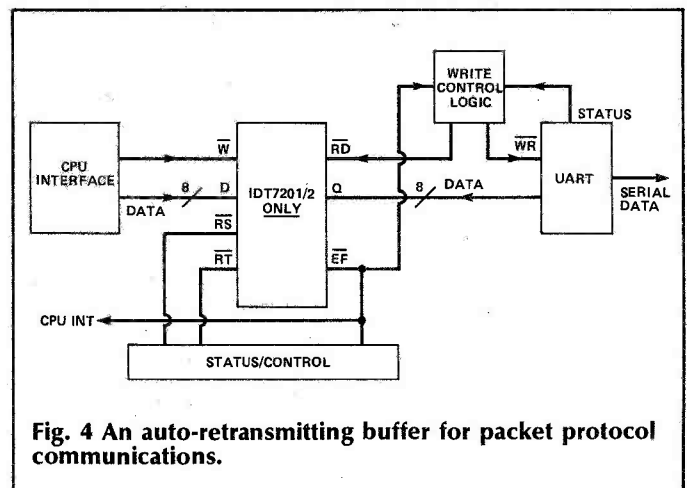 WRITE
CONTROL
LOGIC
STATUS
CPU
INTERFACE
W
RD
WR
IDT7201/2
ONLY
8
D
DATA
Q
8
DATA
UART
SERIAL
DATA
RS
RT
EF
CPU INT
STATUS/CONTROL
Fig. 4 An auto-retransmitting buffer for packet protocol
communications.